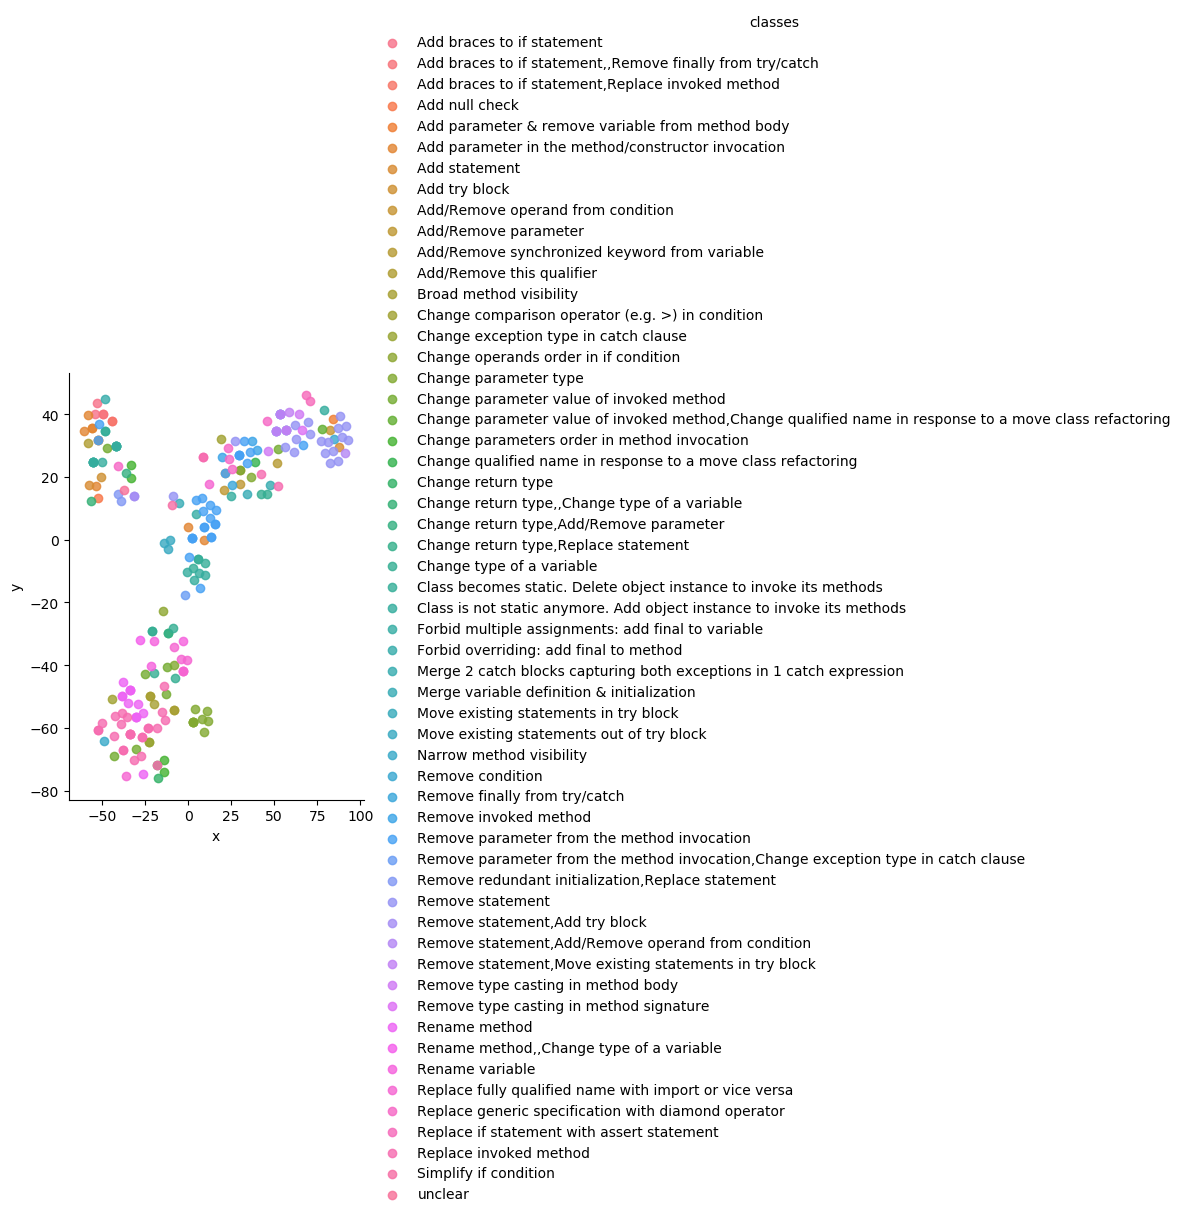 classes
Add braces to if statement
Add braces to if statement,,Remove finally from try/catch
Add braces to if statement,Replace invoked method
Add null check
Add parameter & remove variable from method body
Add parameter in the method/constructor invocation
Add statement
Add try block
Add/Remove operand from condition
Add/Remove parameter
Add/Remove synchronized keyword from variable
Add/Remove this qualifier
Broad method visibility
Change comparison operator (e.g. >) in condition
Change exception type in catch clause
Change operands order in if condition
Change parameter type
Change parameter value of invoked method
Change parameter value of invoked method,Change qualified name in response to a move class refactoring
Change parameters order in method invocation
Change qualified name in response to a move class refactoring
Change return type
Change return type,,Change type of a variable
Change return type,Add/Remove parameter
Change return type,Replace statement
Change type of a variable
Class becomes static. Delete object instance to invoke its methods
Class is not static anymore. Add object instance to invoke its methods
Forbid multiple assignments: add final to variable
Forbid overriding: add final to method
Merge 2 catch blocks capturing both exceptions in 1 catch expression
Merge variable definition & initialization
Move existing statements in try block
Move existing statements out of try block
Narrow method visibility
Remove condition
Remove finally from try/catch
Remove invoked method
Remove parameter from the method invocation
Remove parameter from the method invocation,Change exception type in catch clause
Remove redundant initialization,Replace statement
Remove statement
Remove statement,Add try block
Remove statement,Add/Remove operand from condition
Remove statement,Move existing statements in try block
Remove type casting in method body
Remove type casting in method signature
Rename method
Rename method,,Change type of a variable
Rename variable
Replace fully qualified name with import or vice versa
Replace generic specification with diamond operator
Replace if statement with assert statement
Replace invoked method
Simplify if condition
unclear
40
20
0
−20
−40
−60
−80
y
−50
−25
0
25
50
75
100
x